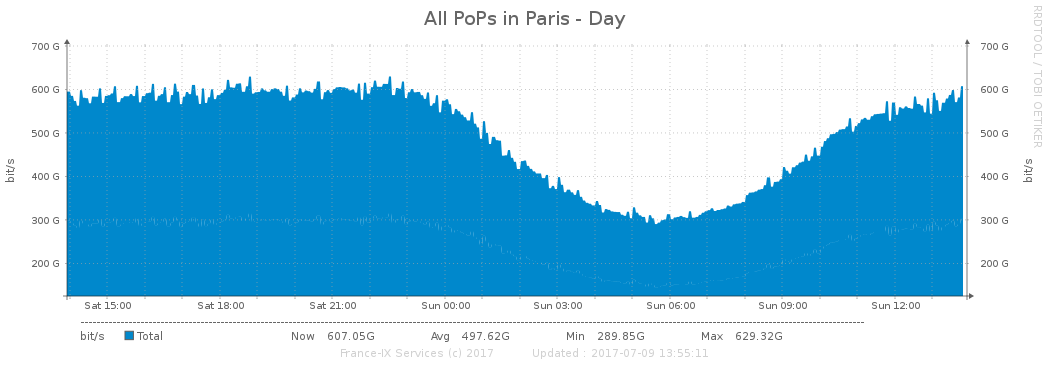 All PoPs in Paris - Day
RRDTOOL / TOBI OETIKER
700 G 700 G
600 G 600 G
500 G 500 G
400 G 400 G
300 G 300 G
200 G 200 G
bit/s bit/s
Sat 15:00 Sat 18:00 Sat 21:00 Sun 00:00 Sun 03:00 Sun 06:00 Sun 09:00 Sun 12:00
bit/s Total Now 607.05G Avg 497.62G Min 289.85G Max 629.32G
France-IX Services (c) 2017 Updated : 2017-07-09 13:55:11